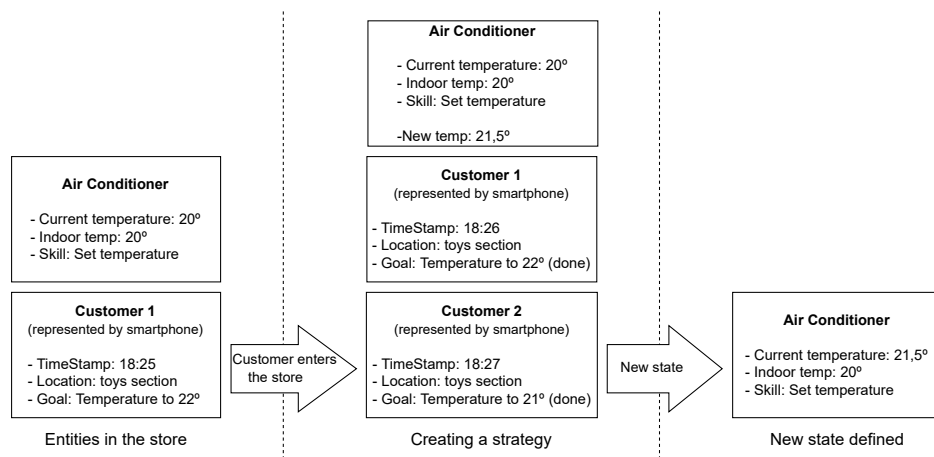 Air Conditioner
- Current temperature: 20º
- Indoor temp: 20º
- Skill: Set temperature
Customer 1
(represented by smartphone)
- TimeStamp: 18:25
- Location: toys section
- Goal: Temperature to 22º
Entities in the store
Customer enters
the store
Air Conditioner
- Current temperature: 20º
- Indoor temp: 20º
- Skill: Set temperature
-New temp: 21,5º
Customer 1
(represented by smartphone)
- TimeStamp: 18:26
- Location: toys section
- Goal: Temperature to 22º (done)
Customer 2
(represented by smartphone)
- TimeStamp: 18:27
- Location: toys section
- Goal: Temperature to 21º (done)
Creating a strategy
New state
Air Conditioner
- Current temperature: 21,5º
- Indoor temp: 20º
- Skill: Set temperature
New state defined